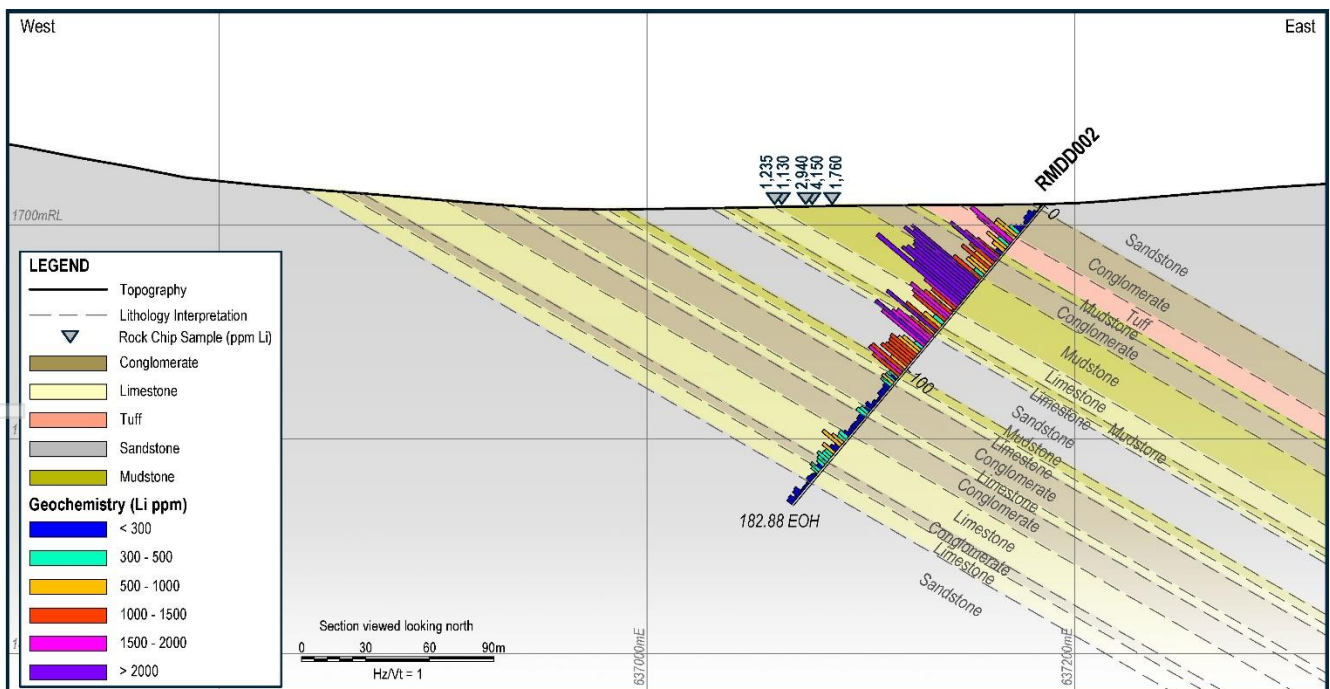 West
East
1,235
1,130
2,940
4,150
1,760
RMDD002
0
1700mRL
Sandstone
Conglomerate
Tuff
Mudstone
Conglomerate
Mudstone
Limestone
Limestone
Mudstone
Sandstone
Mudstone
Limestone
Conglomerate
Limestone
Conglomerate
Limestone
Conglomerate
Limestone
Sandstone
100
182.88 EOH
LEGEND
Topography
Lithology Interpretation
Rock Chip Sample (ppm Li)
Conglomerate
Limestone
Tuff
Sandstone
Mudstone
Geochemistry (Li ppm)
< 300
300 - 500
500 - 1000
1000 - 1500
1500 - 2000
> 2000
Section viewed looking north
0 30 60 90m
Hz/Vt = 1
637000mE
637200mE